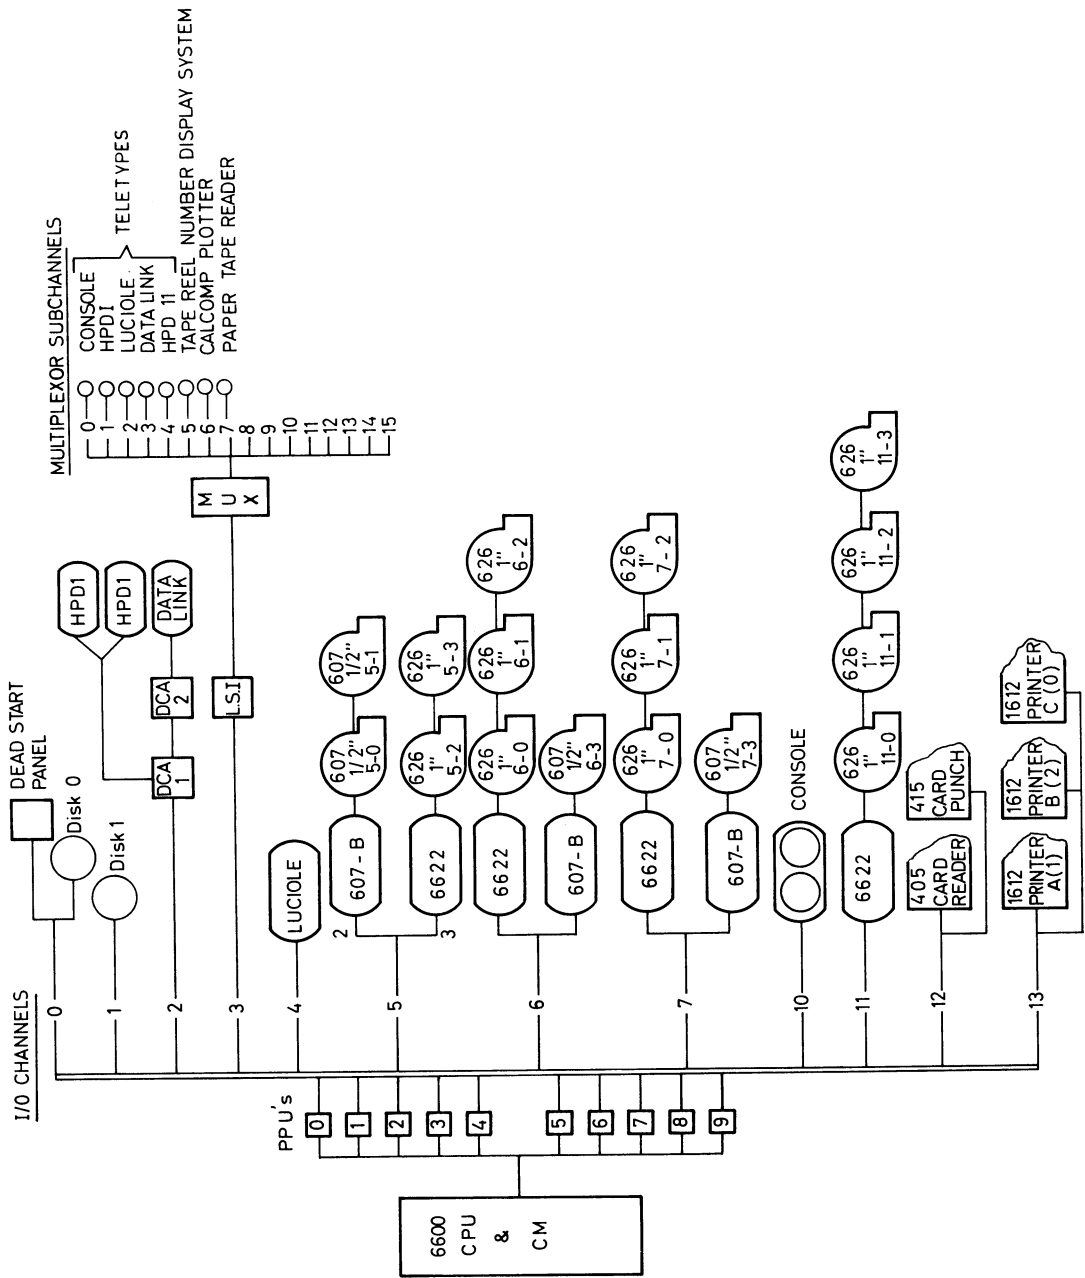 I/O CHANNELS
0
1
2
3
4
5
6
7
10
11
12
13
DEAD START
PANEL
Disk 0
Disk 1
DCA
1
DCA
2
HPD1
HPD1
DATA
LINK
L.S.I
M
U
X
MULTIPLEXOR SUBCHANNELS
0 CONSOLE
1 HPDI
2 LUCIOLE.
3 DATA LINK
4 HPD 11
TELETYPES
5 TAPE REEL NUMBER DISPLAY SYSTEM
6 CALCOMP PLOTTER
7 PAPER TAPE READER
8
9
10
11
12
13
14
15
LUCIOLE
2
607-B
607
1/2"
5-0
607
1/2"
5-1
3
6622
626
1"
5-2
626
1"
5-3
6622
626
1"
6-0
626
1"
6-1
626
1"
6-2
607-B
607
1/2"
6-3
6622
626
1"
7-0
626
1"
7-1
626
1"
7-2
607-B
607
1/2"
7-3
CONSOLE
6622
626
1"
11-0
626
1"
11-1
626
1"
11-2
626
1"
11-3
405
CARD
READER
415
CARD
PUNCH
1612
PRINTER
A(1)
1612
PRINTER
B(2)
1612
PRINTER
C(0)
PPU's
0
1
2
3
4
5
6
7
8
9
6600
CPU
&
CM